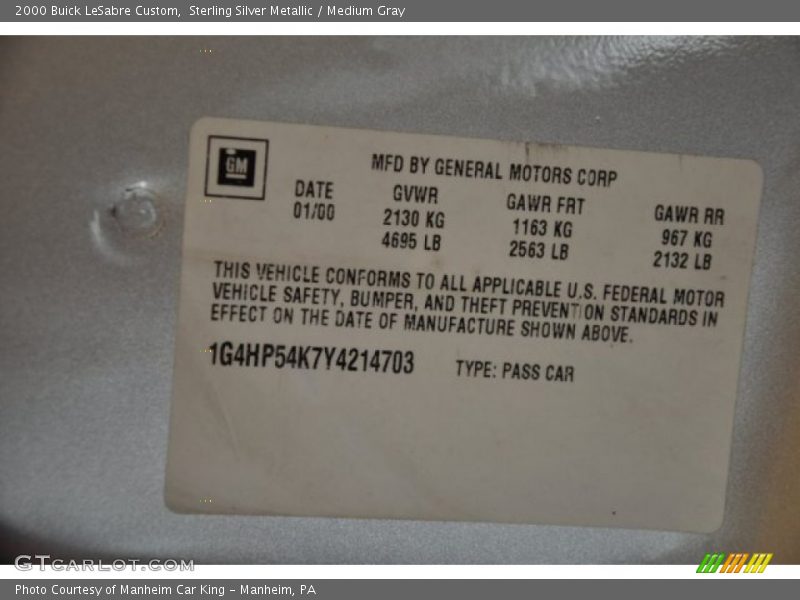 2000 Buick LeSabre Custom,  Sterling Silver Metallic / Medium Gray
GM
MFD BY GENERAL MOTORS CORP
DATE GVWR GAWR FRT GAWR RR
01/00 2130 KG 1163 KG 967 KG
4695 LB 2563 LB 2132 LB
THIS VEHICLE CONFORMS TO ALL APPLICABLE U.S. FEDERAL MOTOR
VEHICLE SAFETY, BUMPER, AND THEFT PREVENTION STANDARDS IN
EFFECT ON THE DATE OF MANUFACTURE SHOWN ABOVE.
1G4HP54K7Y4214703 TYPE: PASS CAR
GTCARLOT.COM
Photo Courtesy of Manheim Car King - Manheim, PA